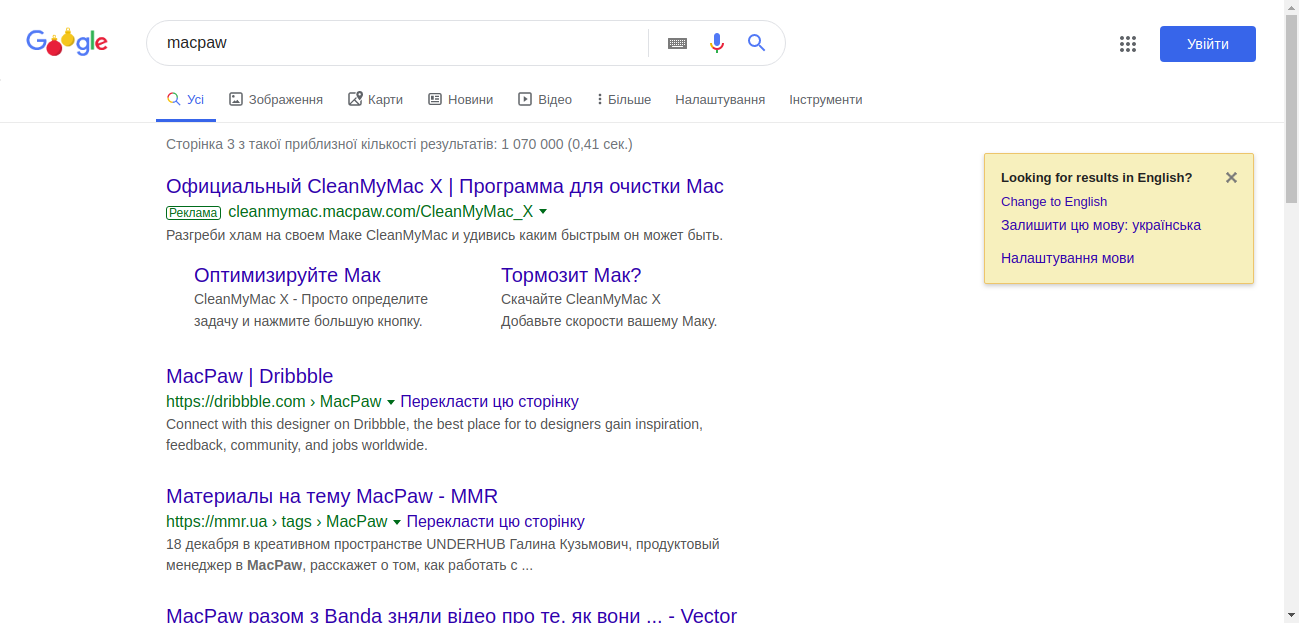 Google
macpaw
Увійти
Усі Зображення Карти Новини Відео Більше Налаштування Інструменти
Сторінка 3 з такої приблизної кількості результатів: 1 070 000 (0,41 сек.)
Официальный CleanMyMac X | Программа для очистки Mac
Реклама cleanmymac.macpaw.com/CleanMyMac_X
Разгреби хлам на своем Маке CleanMyMac и удивись каким быстрым он может быть.
Оптимизируйте Мак
CleanMyMac X - Просто определите
задачу и нажмите большую кнопку.
Тормозит Мак?
Скачайте CleanMyMac X
Добавьте скорости вашему Маку.
MacPaw | Dribbble
https://dribbble.com › MacPaw Перекласти цю сторінку
Connect with this designer on Dribbble, the best place for to designers gain inspiration,
feedback, community, and jobs worldwide.
Материалы на тему MacPaw - MMR
https://mmr.ua › tags › MacPaw Перекласти цю сторінку
18 декабря в креативном пространстве UNDERHUB Галина Кузьмович, продуктовый
менеджер в MacPaw, расскажет о том, как работать с ...
MacPaw разом з Banda зняли відео про те, як вони ... - Vector
Looking for results in English?
Change to English
Залишити цю мову: українська
Налаштування мови